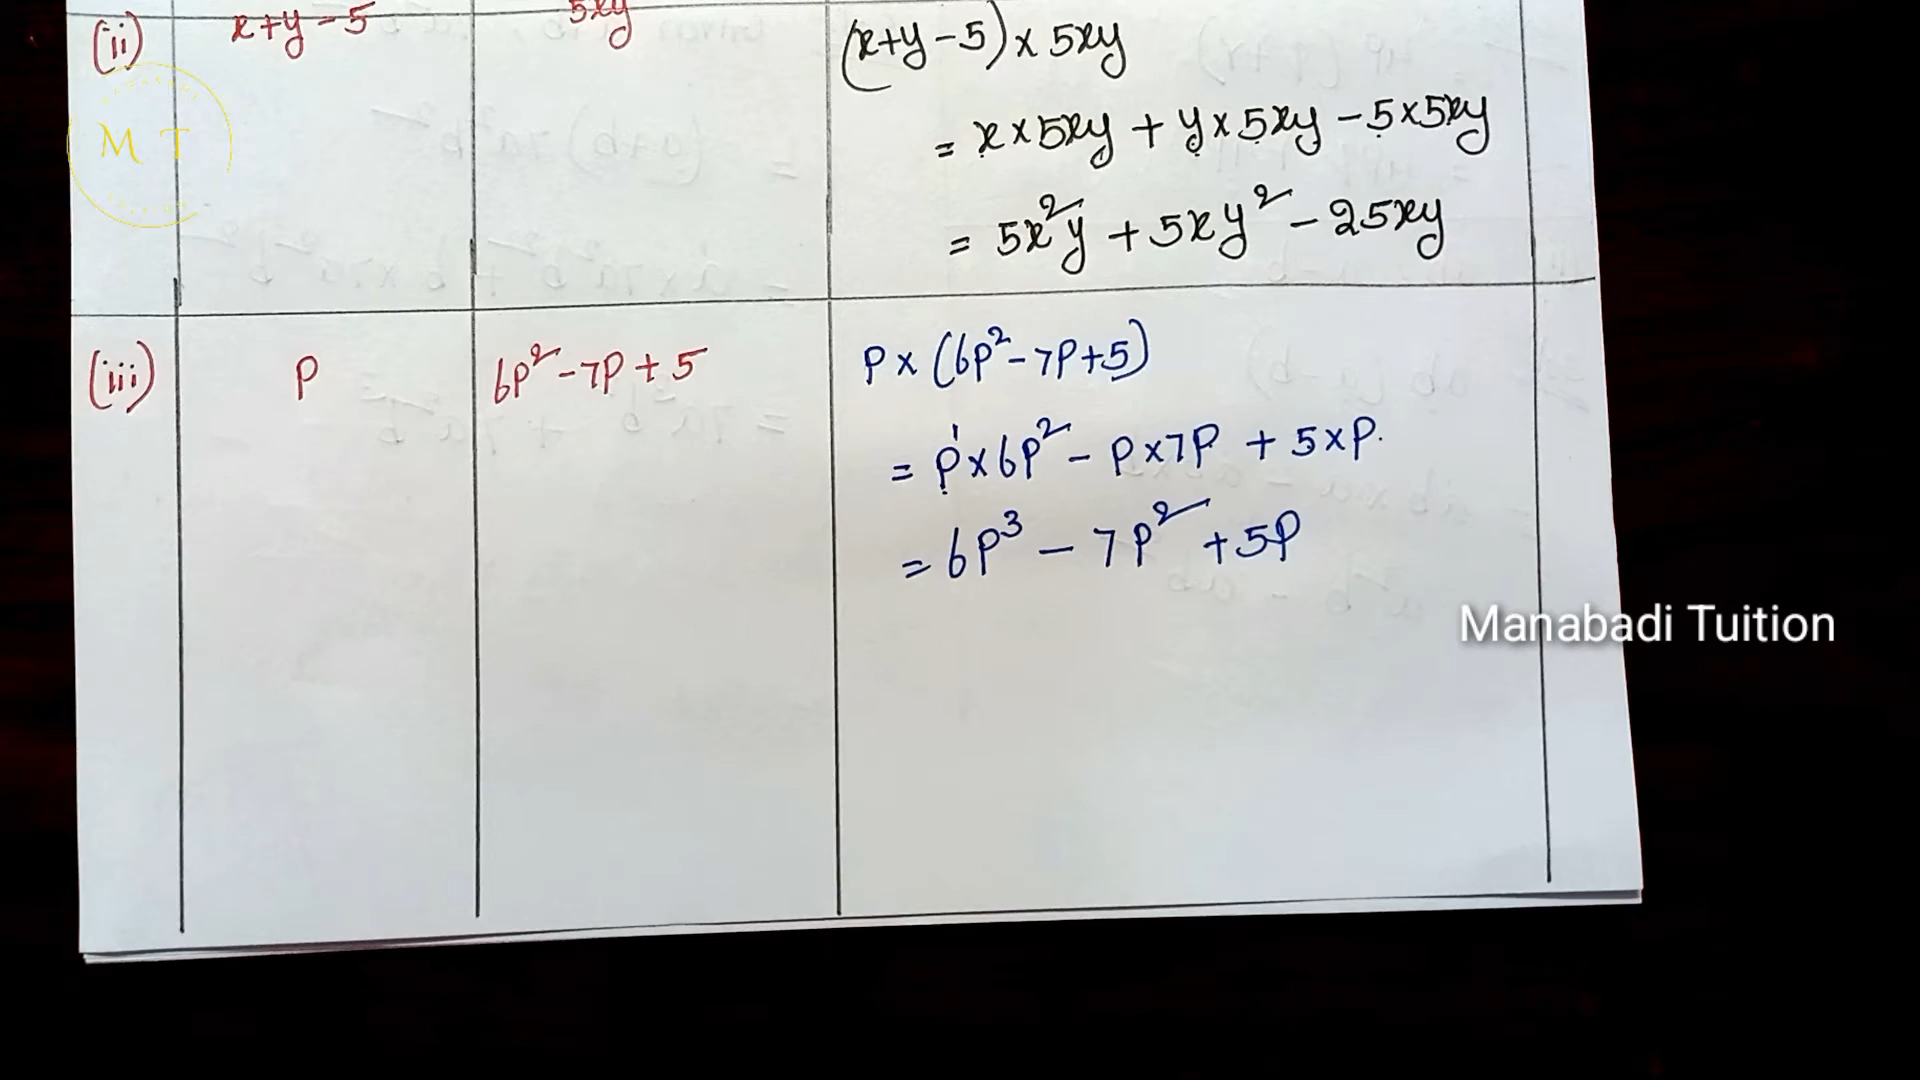 (ii) x+y-5 5xy (x+y-5)×5xy
= x×5xy + y×5xy - 5×5xy
= 5x²y + 5xy² - 25xy
M T
(iii) P 6P²-7P+5 P×(6P²-7P+5)
= P¹×6P² - P×7P + 5×P.
= 6P³ - 7P² + 5P
Manabadi Tuition